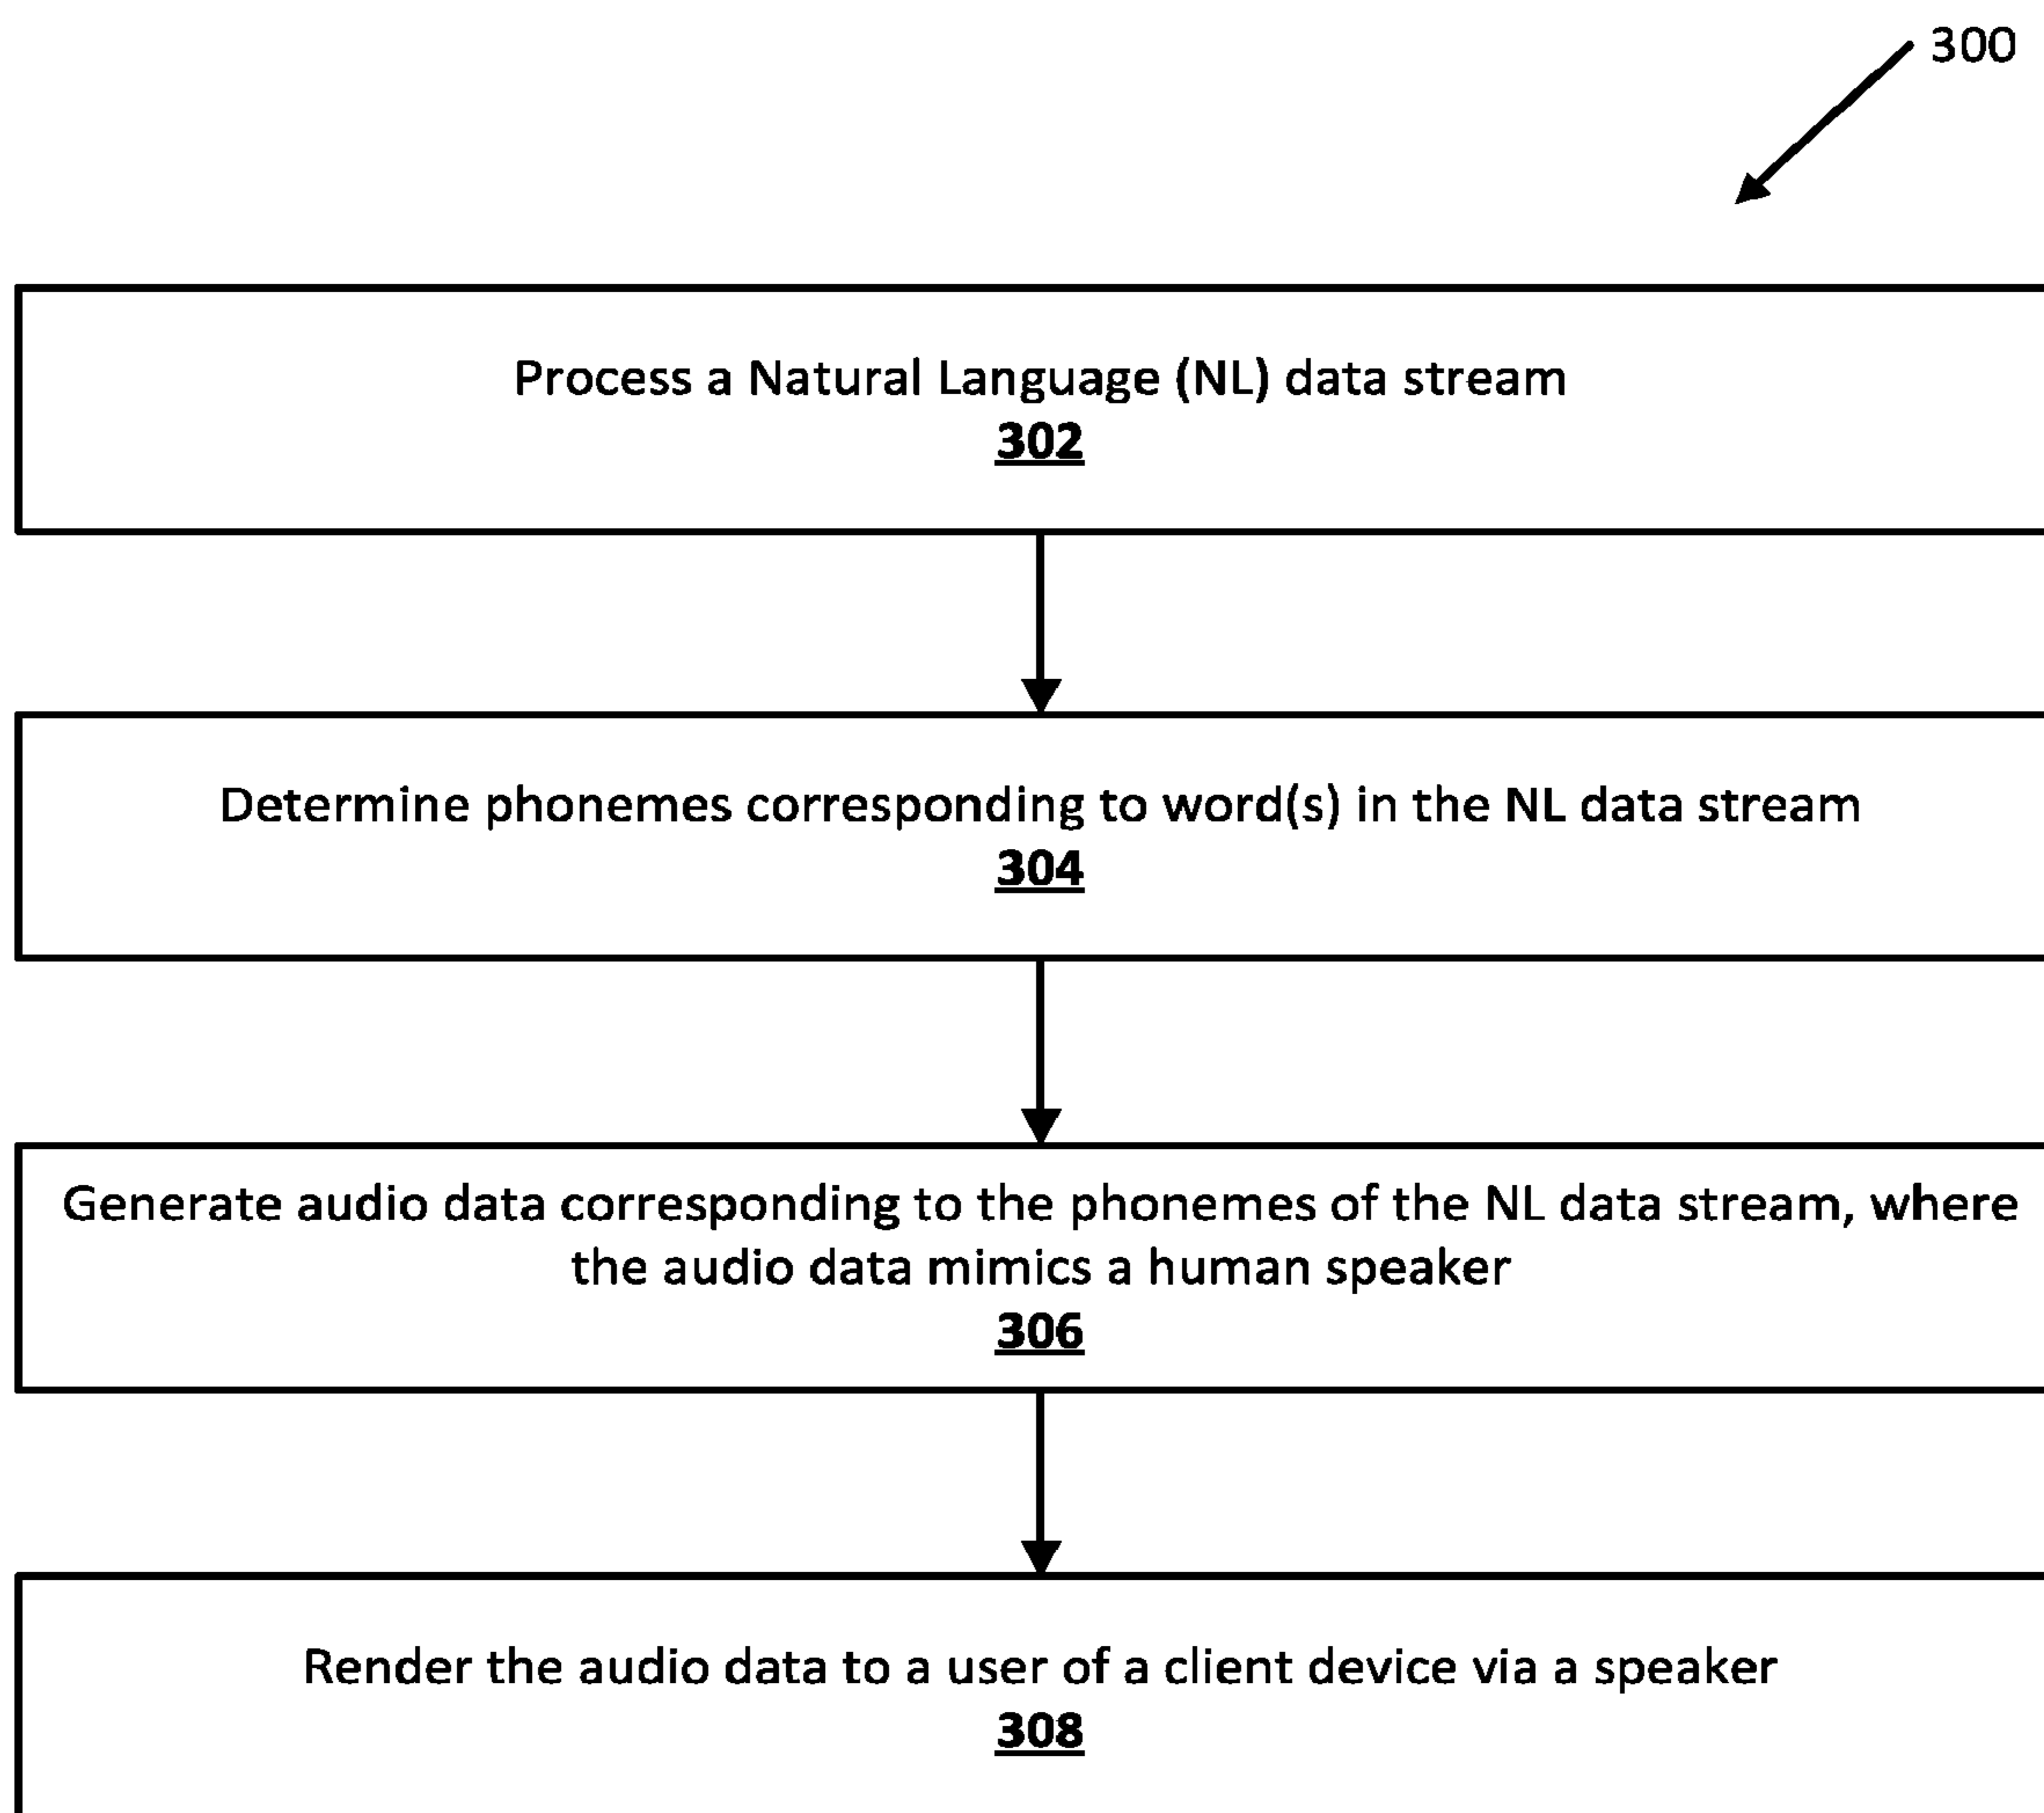 300
Process a Natural Language (NL) data stream
302
Determine phonemes corresponding to word(s) in the NL data stream
304
Generate audio data corresponding to the phonemes of the NL data stream, where
the audio data mimics a human speaker
306
Render the audio data to a user of a client device via a speaker
308